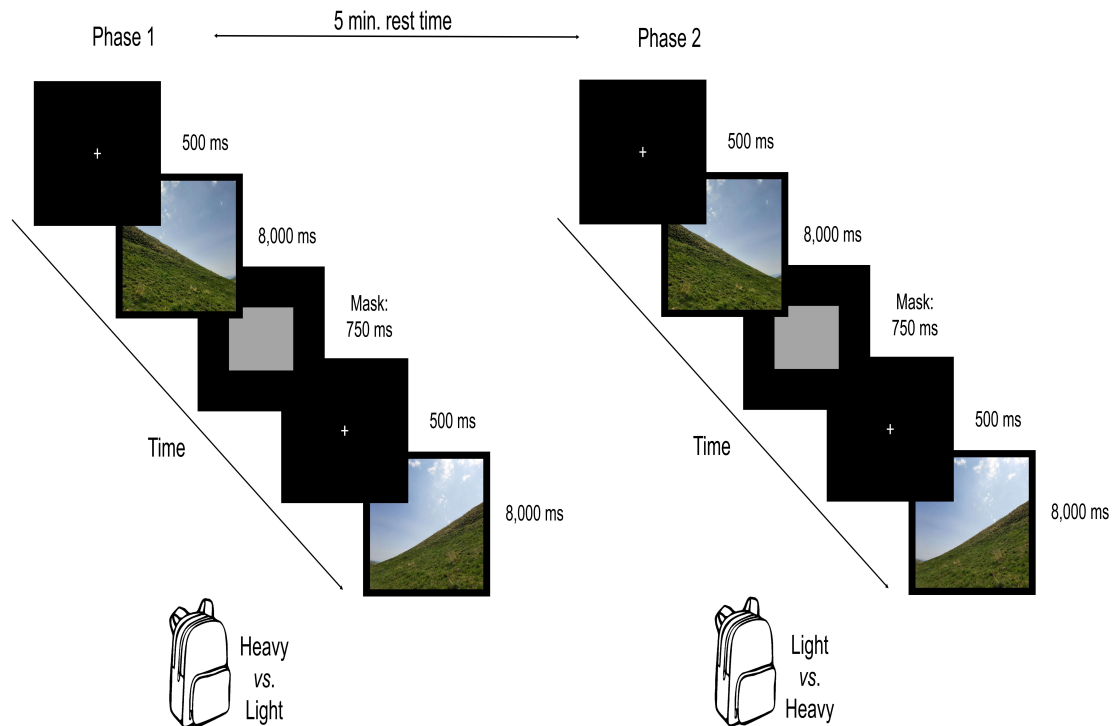 5 min. rest time
Phase 1
Phase 2
500 ms
8,000 ms
Mask:
750 ms
500 ms
8,000 ms
Time
Heavy
vs.
Light
500 ms
8,000 ms
Mask:
750 ms
500 ms
8,000 ms
Time
Light
vs.
Heavy